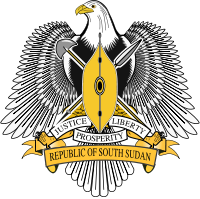 JUSTICE LIBERTY
PROSPERITY
REPUBLIC OF SOUTH SUDAN